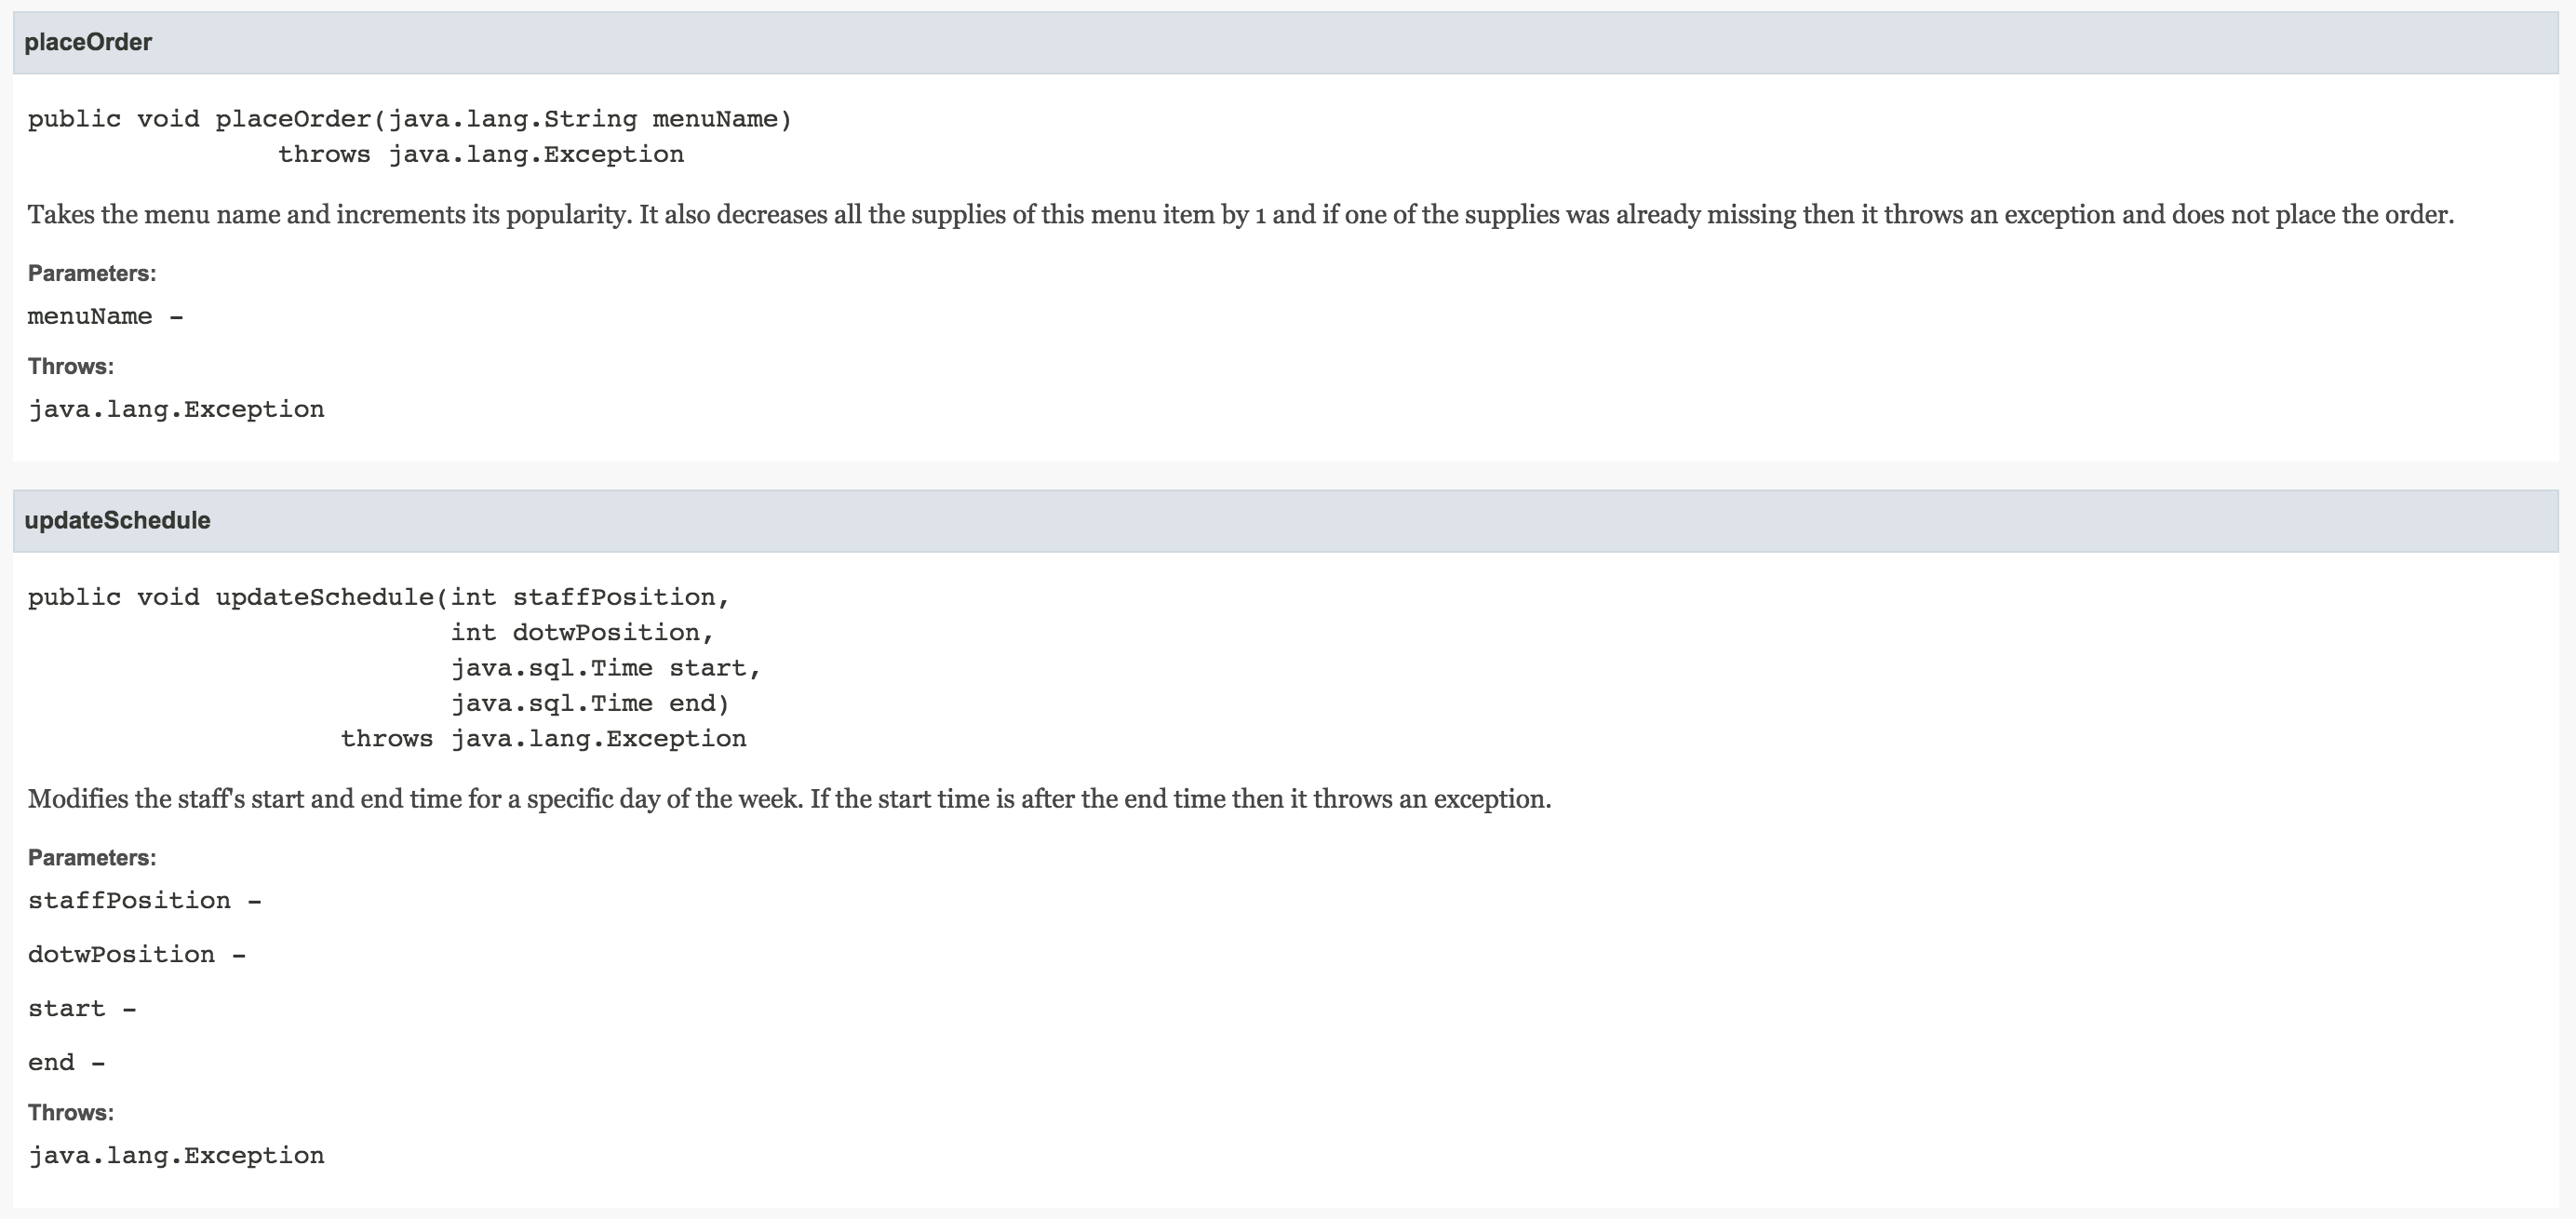 placeOrder
public void placeOrder(java.lang.String menuName)
throws java.lang.Exception
Takes the menu name and increments its popularity. It also decreases all the supplies of this menu item by 1 and if one of the supplies was already missing then it throws an exception and does not place the order.
Parameters:
menuName -
Throws:
java.lang.Exception
updateSchedule
public void updateSchedule(int staffPosition,
int dotwPosition,
java.sql.Time start,
java.sql.Time end)
throws java.lang.Exception
Modifies the staff's start and end time for a specific day of the week. If the start time is after the end time then it throws an exception.
Parameters:
staffPosition -
dotwPosition -
start -
end -
Throws:
java.lang.Exception